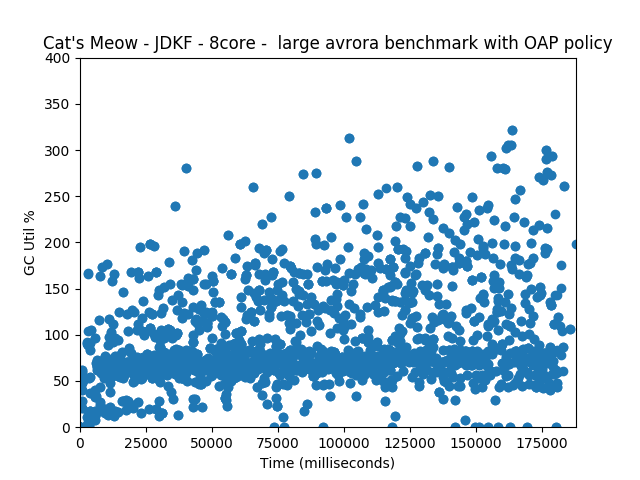 Cat's Meow - JDKF - 8core -  large avrora benchmark with OAP policy
400
350
300
250
200
150
100
50
0
GC Util %
0 25000 50000 75000 100000 125000 150000 175000
Time (milliseconds)